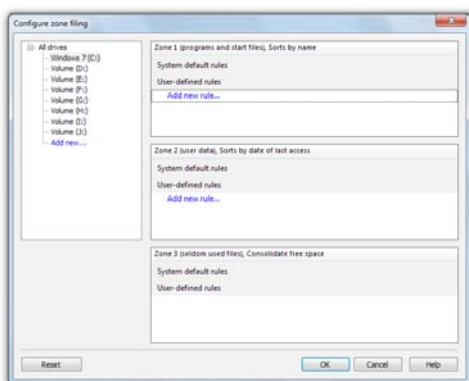 Configure zone filing
All drives
Windows 7 (C:)
Volume (D:)
Volume (E:)
Volume (F:)
Volume (G:)
Volume (H:)
Volume (I:)
Volume (J:)
Add new...
Zone 1 (programs and start files), Sorts by name
System default rules
User-defined rules
Add new rule...
Zone 2 (user data), Sorts by date of last access
System default rules
User-defined rules
Add new rule...
Zone 3 (seldom used files), Consolidate free space
System default rules
User-defined rules
Reset
OK
Cancel
Help